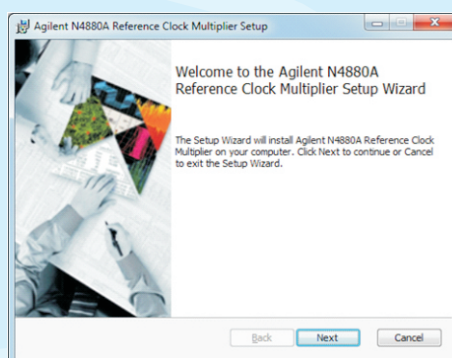 Agilent N4880A Reference Clock Multiplier Setup
Welcome to the Agilent N4880A
Reference Clock Multiplier Setup Wizard
The Setup Wizard will install Agilent N4880A Reference Clock
Multiplier on your computer. Click Next to continue or Cancel
to exit the Setup Wizard.
Back Next Cancel